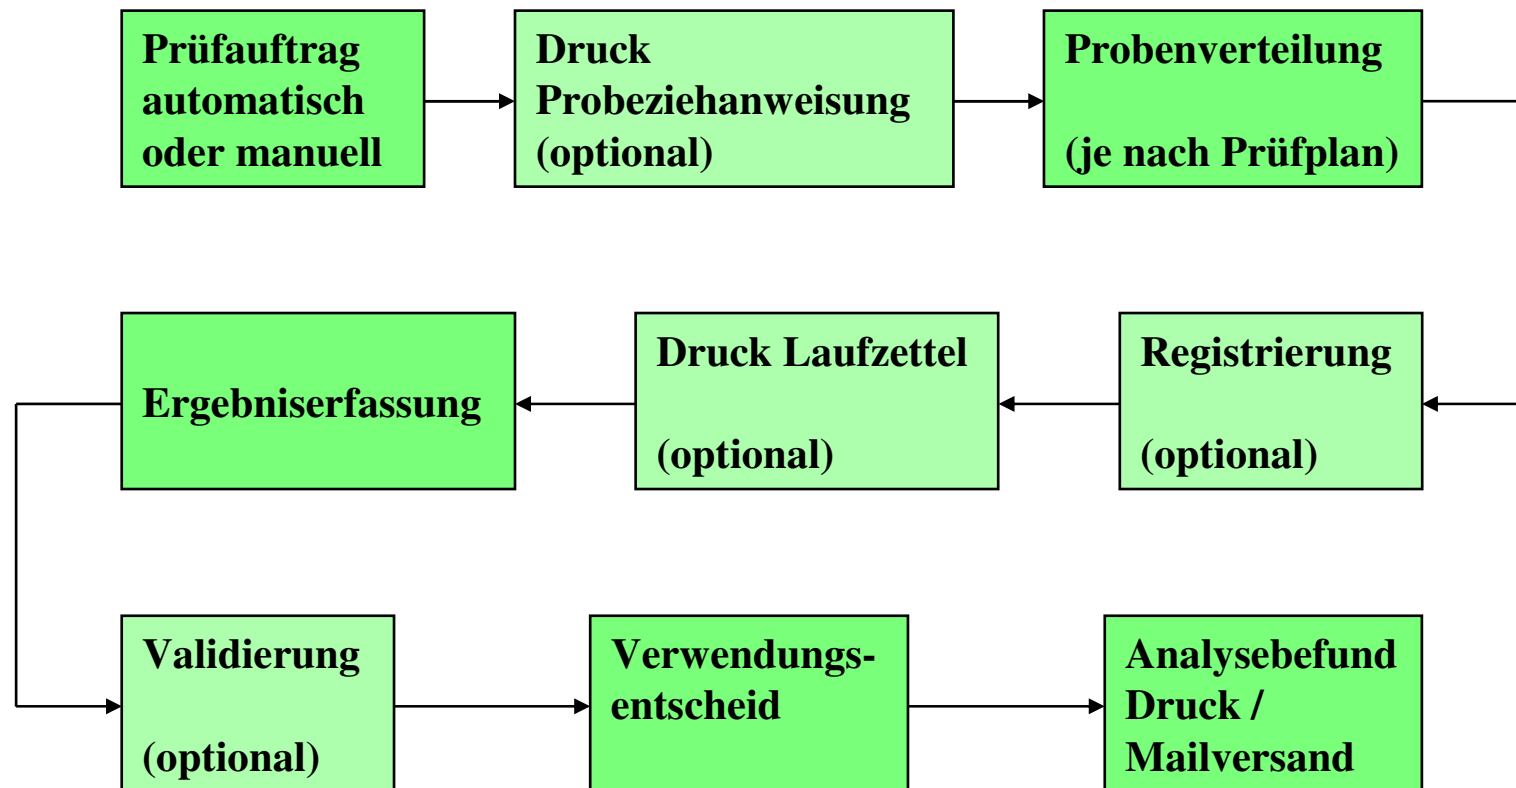 Prüfauftrag
automatisch
oder manuell
Druck
Probeziehanweisung
(optional)
Probenverteilung
(je nach Prüfplan)
Registrierung
(optional)
Druck Laufzettel
(optional)
Ergebniserfassung
Validierung
(optional)
Verwendungs-
entscheid
Analysebefund
Druck /
Mailversand